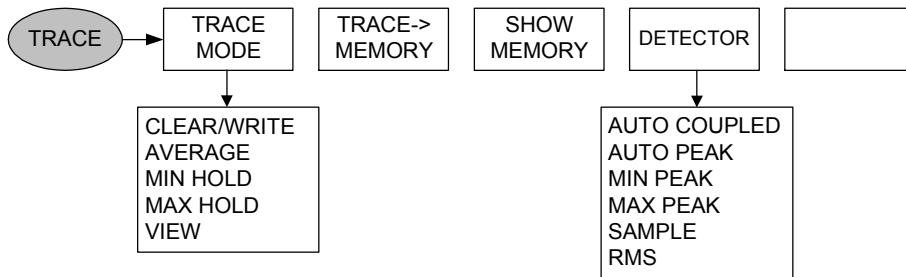 TRACE
TRACE
MODE
TRACE->
MEMORY
SHOW
MEMORY
DETECTOR
CLEAR/WRITE
AVERAGE
MIN HOLD
MAX HOLD
VIEW
AUTO COUPLED
AUTO PEAK
MIN PEAK
MAX PEAK
SAMPLE
RMS